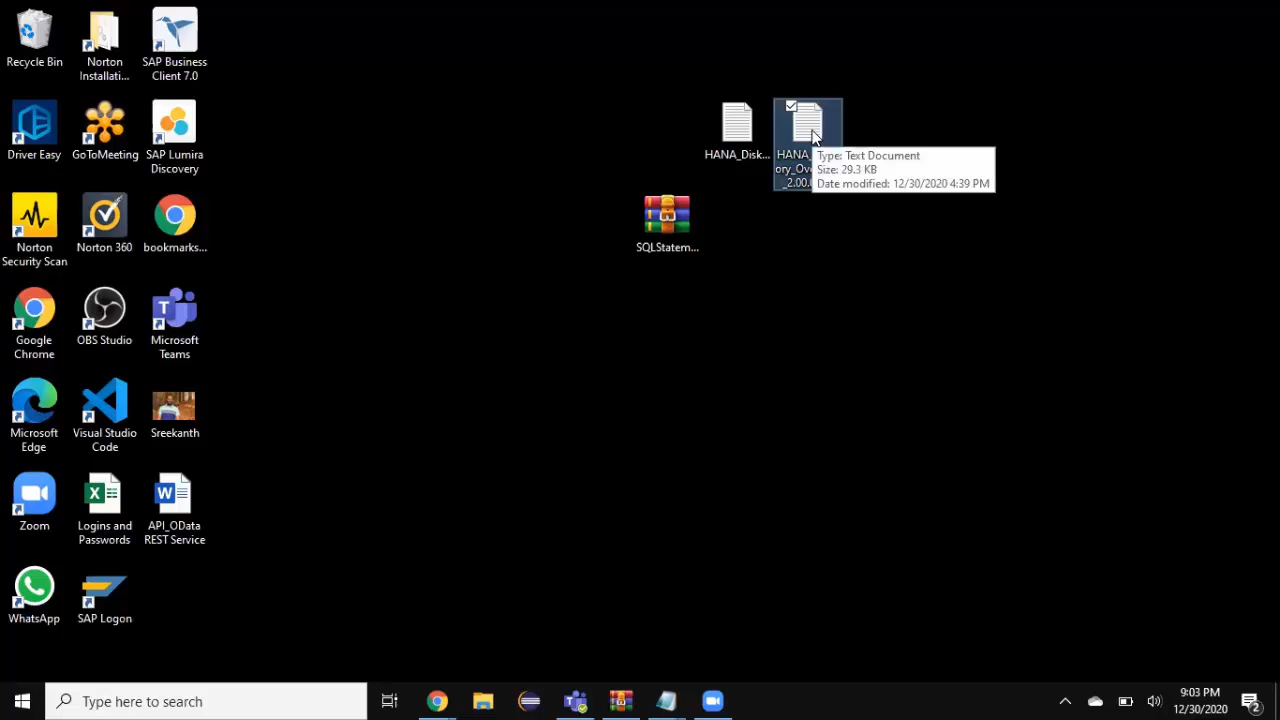 Recycle Bin
Norton
Installati...
SAP Business
Client 7.0
Driver Easy
GoToMeeting
SAP Lumira
Discovery
Norton
Security Scan
Norton 360
bookmarks...
Google
Chrome
OBS Studio
Microsoft
Teams
Microsoft
Edge
Visual Studio
Code
Sreekanth
Zoom
Logins and
Passwords
API_OData
REST Service
WhatsApp
SAP Logon
HANA_Disk...
HANA_
ory_Ov
_2.00.
Type: Text Document
Size: 29.3 KB
Date modified: 12/30/2020 4:39 PM
SQLStatem...
Type here to search
9:03 PM
12/30/2020
2